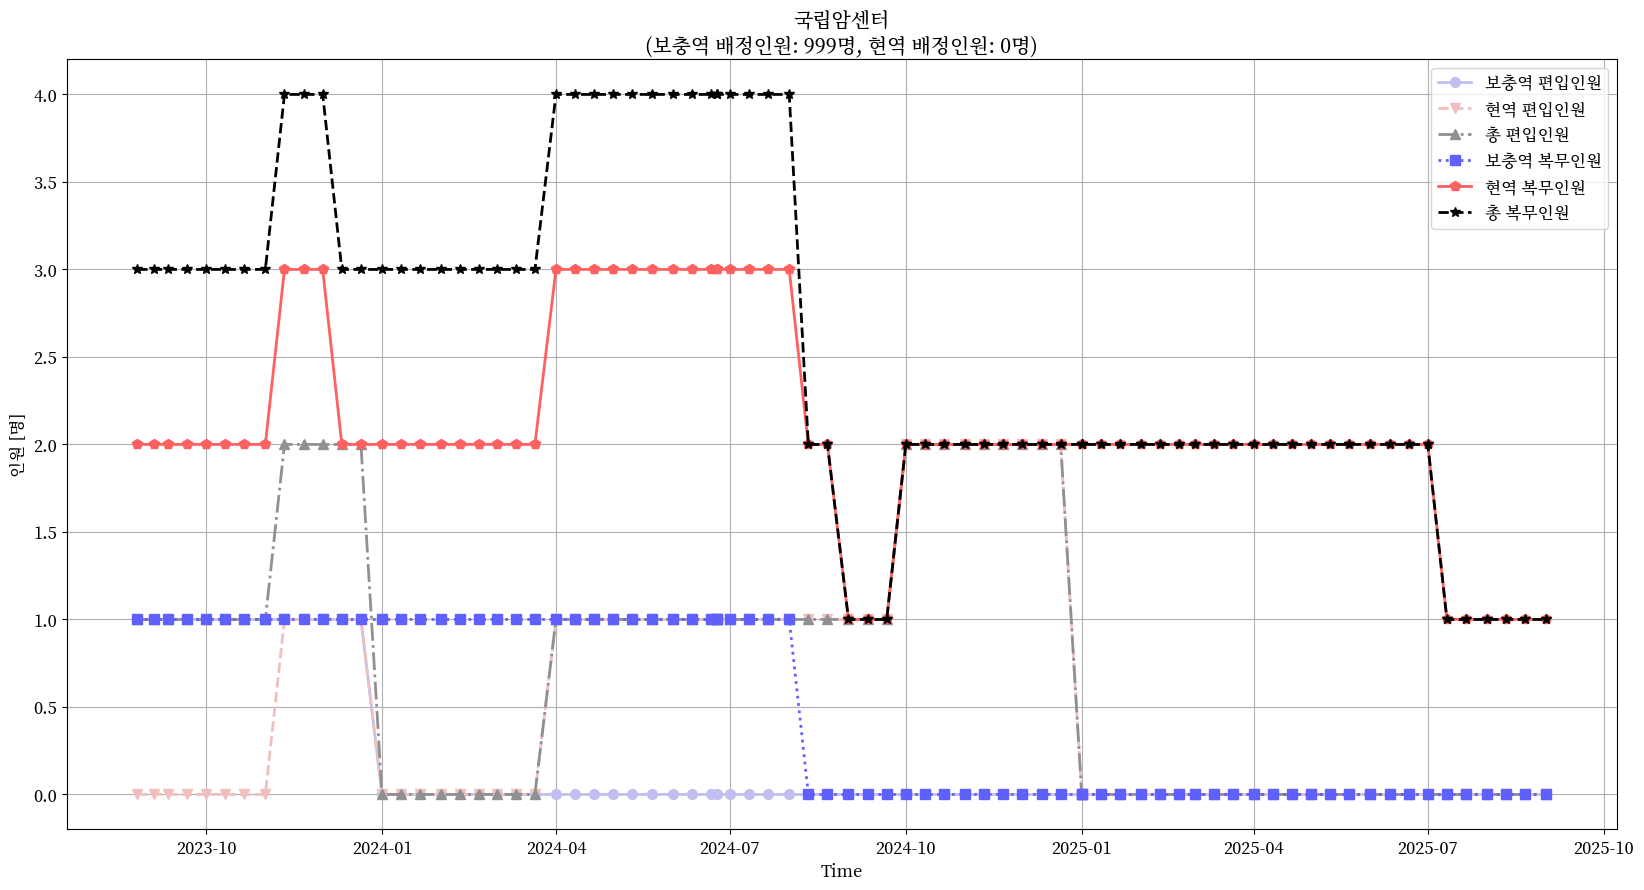 국립암센터
(보충역 배정인원: 999명, 현역 배정인원: 0명)
보충역 편입인원
현역 편입인원
총 편입인원
보충역 복무인원
현역 복무인원
총 복무인원
인원 [명]
4.0
3.5
3.0
2.5
2.0
1.5
1.0
0.5
0.0
2023-10
2024-01
2024-04
2024-07
2024-10
2025-01
2025-04
2025-07
2025-10
Time